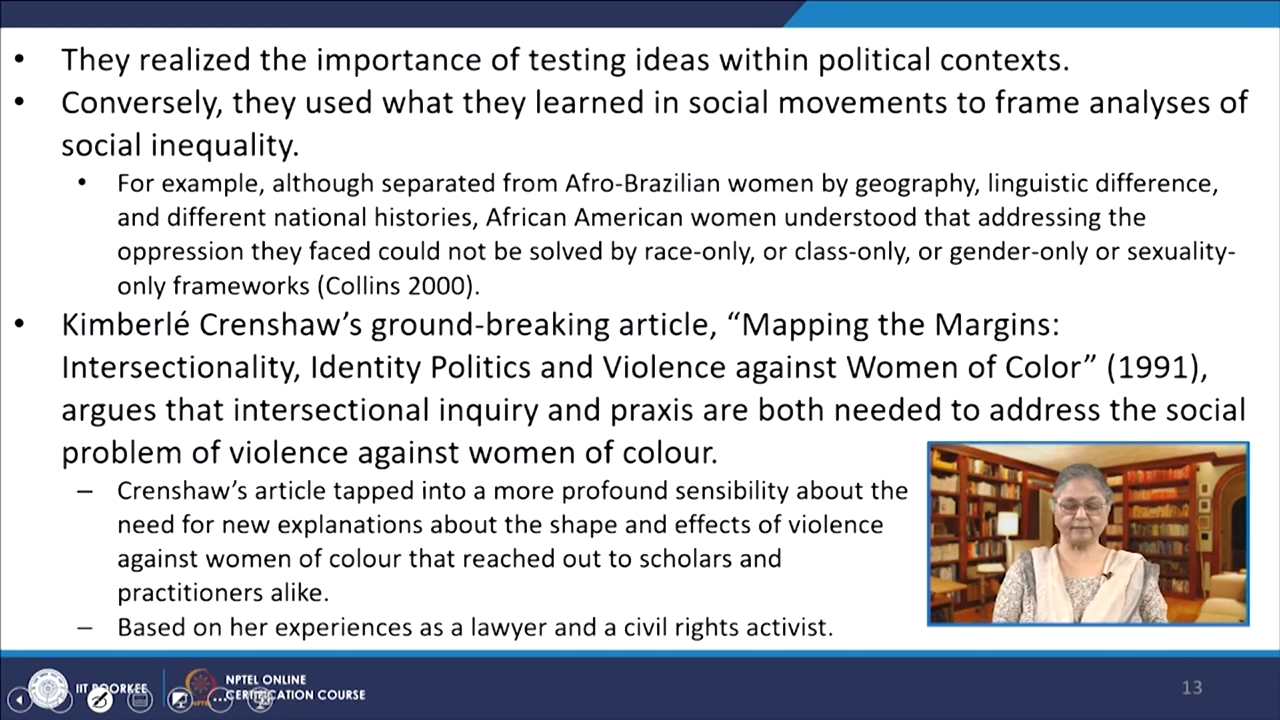 • They realized the importance of testing ideas within political contexts.
• Conversely, they used what they learned in social movements to frame analyses of
social inequality.
• For example, although separated from Afro-Brazilian women by geography, linguistic difference,
and different national histories, African American women understood that addressing the
oppression they faced could not be solved by race-only, or class-only, or gender-only or sexuality-
only frameworks (Collins 2000).
• Kimberlé Crenshaw’s ground-breaking article, “Mapping the Margins:
Intersectionality, Identity Politics and Violence against Women of Color” (1991),
argues that intersectional inquiry and praxis are both needed to address the social
problem of violence against women of colour.
– Crenshaw’s article tapped into a more profound sensibility about the
need for new explanations about the shape and effects of violence
against women of colour that reached out to scholars and
practitioners alike.
– Based on her experiences as a lawyer and a civil rights activist.
IIT ROORKEE
NPTEL ONLINE
CERTIFICATION COURSE
13